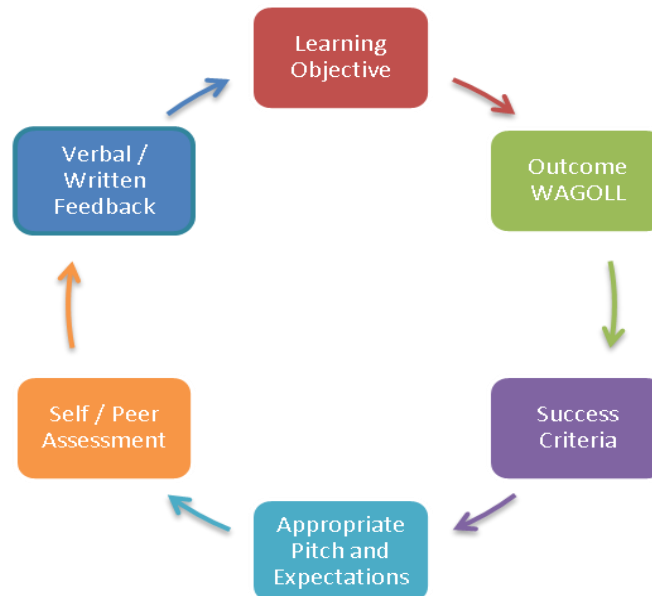 Learning
Objective
Outcome
WAGOLL
Success
Criteria
Appropriate
Pitch and
Expectations
Self / Peer
Assessment
Verbal /
Written
Feedback